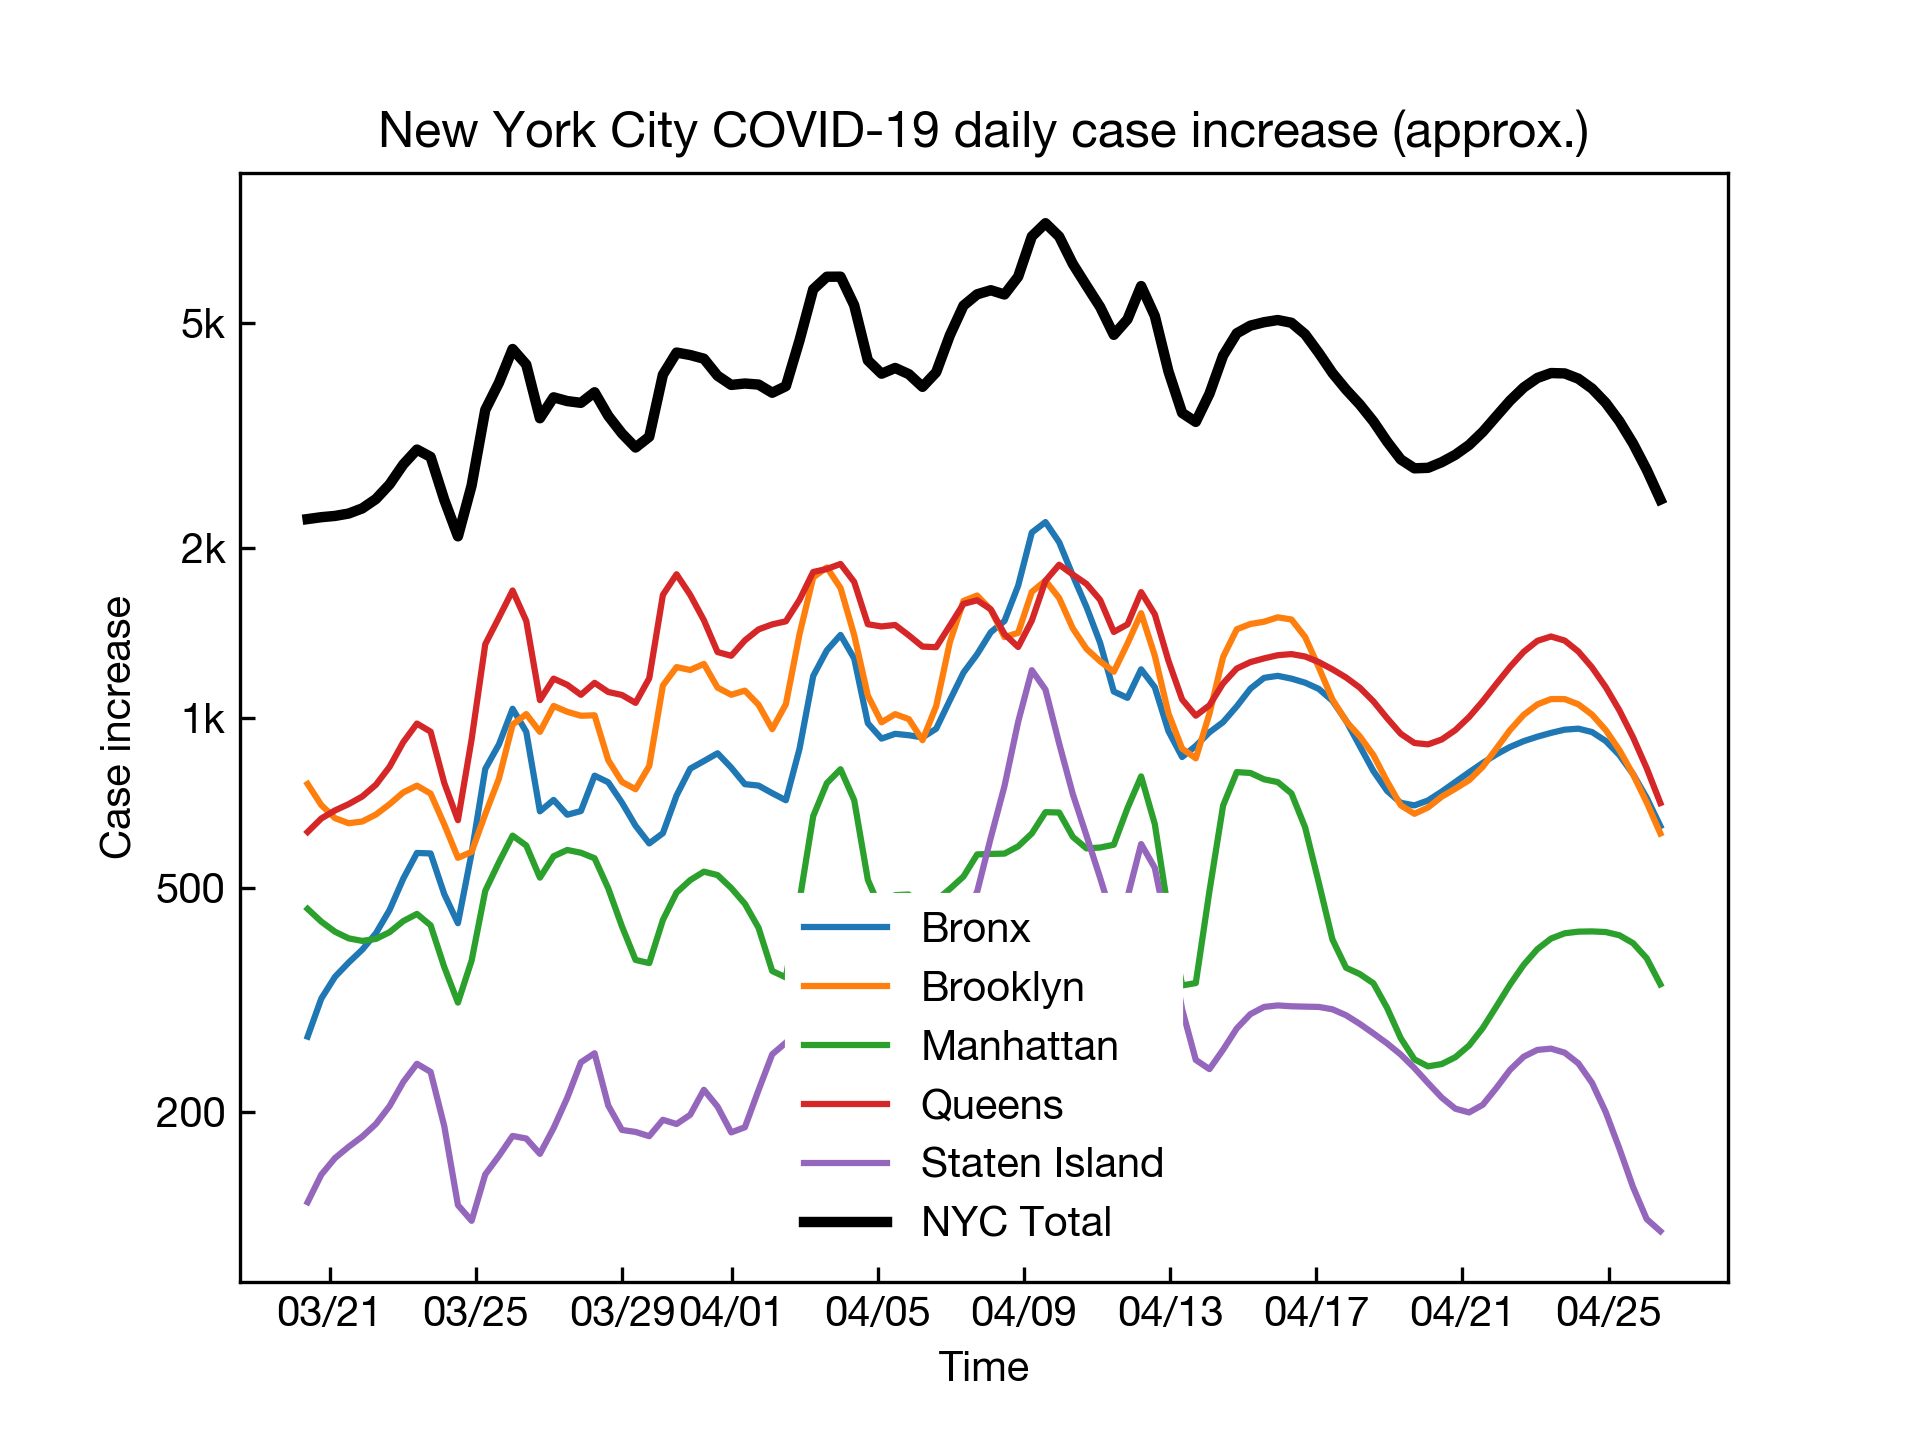 New York City COVID-19 daily case increase (approx.)
5k
2k
1k
500
200
Case increase
Bronx
Brooklyn
Manhattan
Queens
Staten Island
NYC Total
03/21 03/25 03/29 04/01 04/05 04/09 04/13 04/17 04/21 04/25
Time